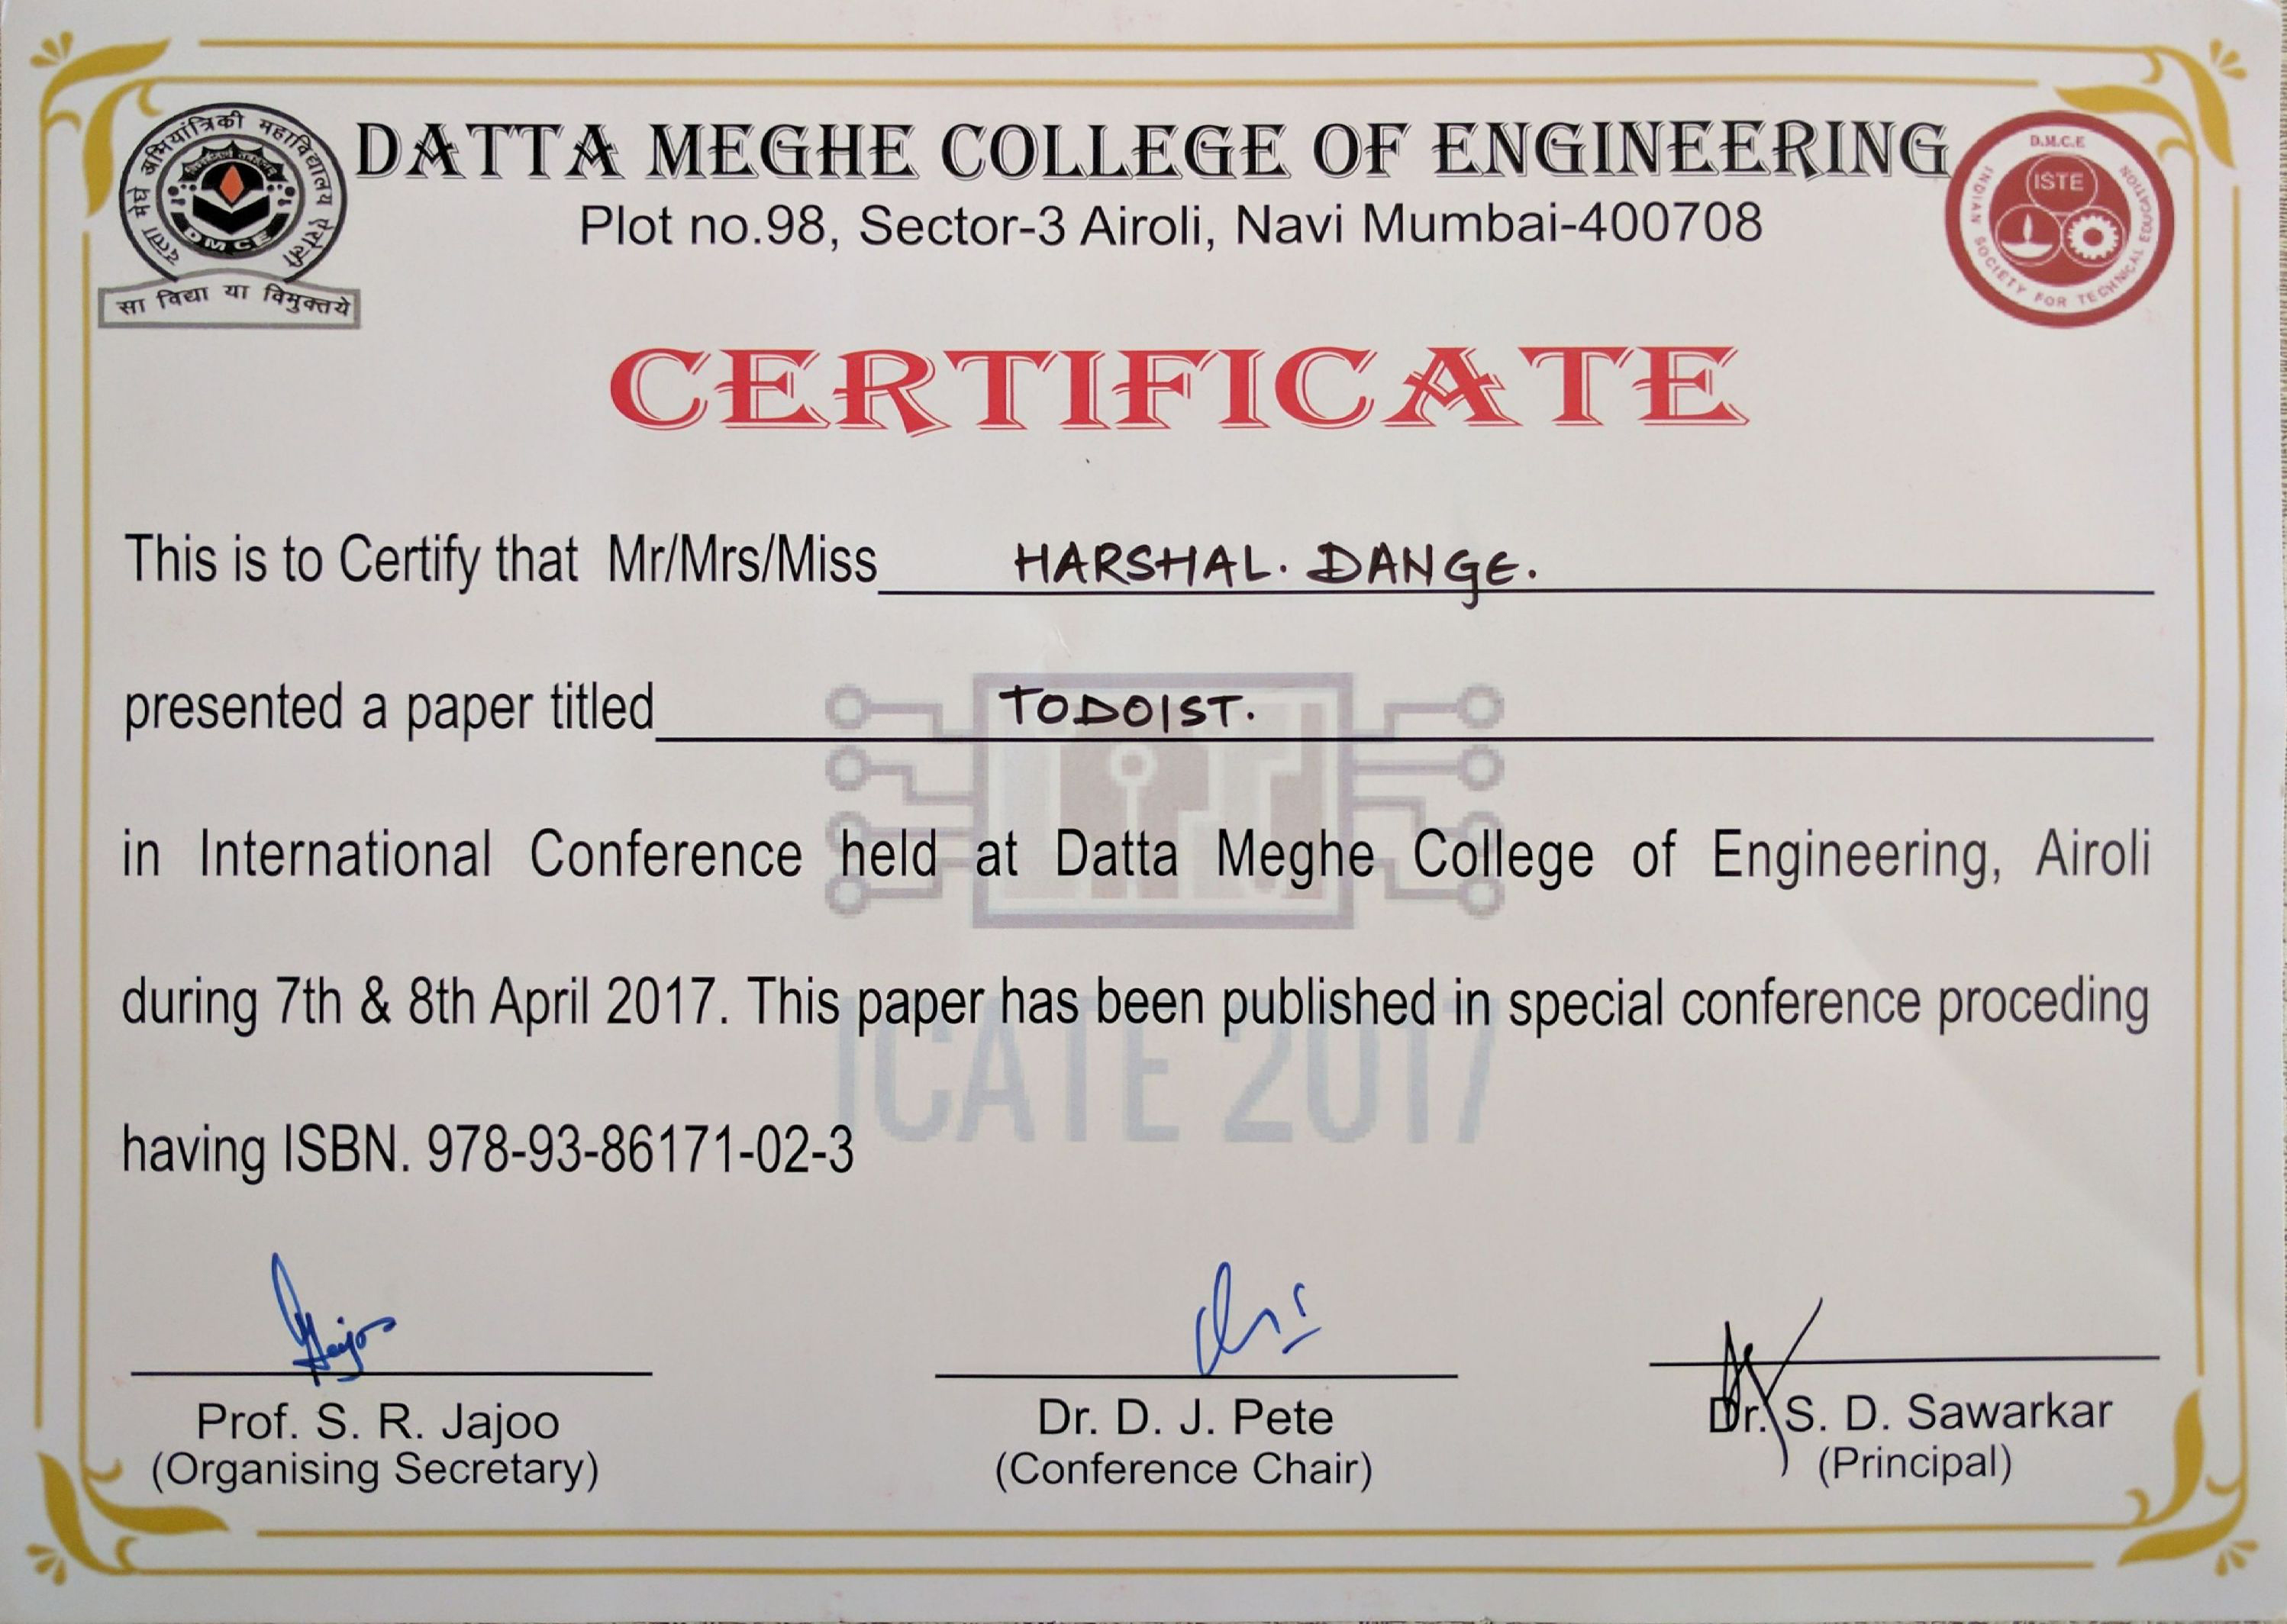 दत्ता मेघे अभियांत्रिकी महाविद्यालय ऐरोली
DMCE
सा विद्या या विमुक्तये
DATTA MEGHE COLLEGE OF ENGINEERING
Plot no.98, Sector-3 Airoli, Navi Mumbai-400708
D.M.C.E
ISTE
INDIAN SOCIETY FOR TECHNICAL EDUCATION
CERTIFICATE
This is to Certify that Mr/Mrs/Miss HARSHAL. DANGE.
presented a paper titled TODOIST.
in International Conference held at Datta Meghe College of Engineering, Airoli
during 7th & 8th April 2017. This paper has been published in special conference proceding
ICATE 2017
having ISBN. 978-93-86171-02-3
Prof. S. R. Jajoo
(Organising Secretary)
Dr. D. J. Pete
(Conference Chair)
Dr. S. D. Sawarkar
(Principal)